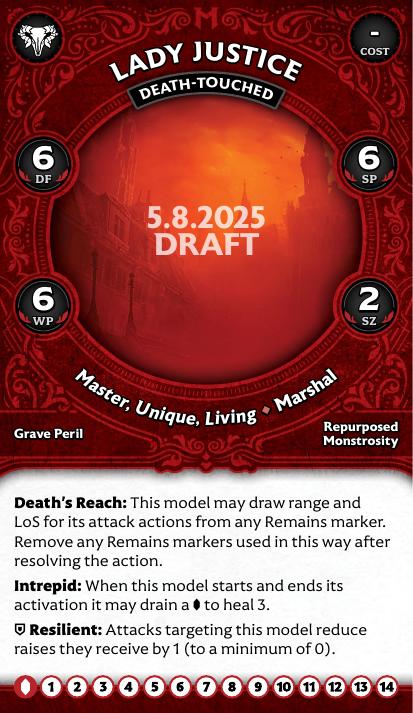 LADY JUSTICE
-
COST
DEATH-TOUCHED
6
DF
6
SP
5.8.2025
DRAFT
6
WP
2
SZ
Master, Unique, Living ♦ Marshal
Grave Peril
Repurposed
Monstrosity
Death's Reach: This model may draw range and
LoS for its attack actions from any Remains marker.
Remove any Remains markers used in this way after
resolving the action.
Intrepid: When this model starts and ends its
activation it may drain a ⬮ to heal 3.
Resilient: Attacks targeting this model reduce
raises they receive by 1 (to a minimum of 0).
1 2 3 4 5 6 7 8 9 10 11 12 13 14